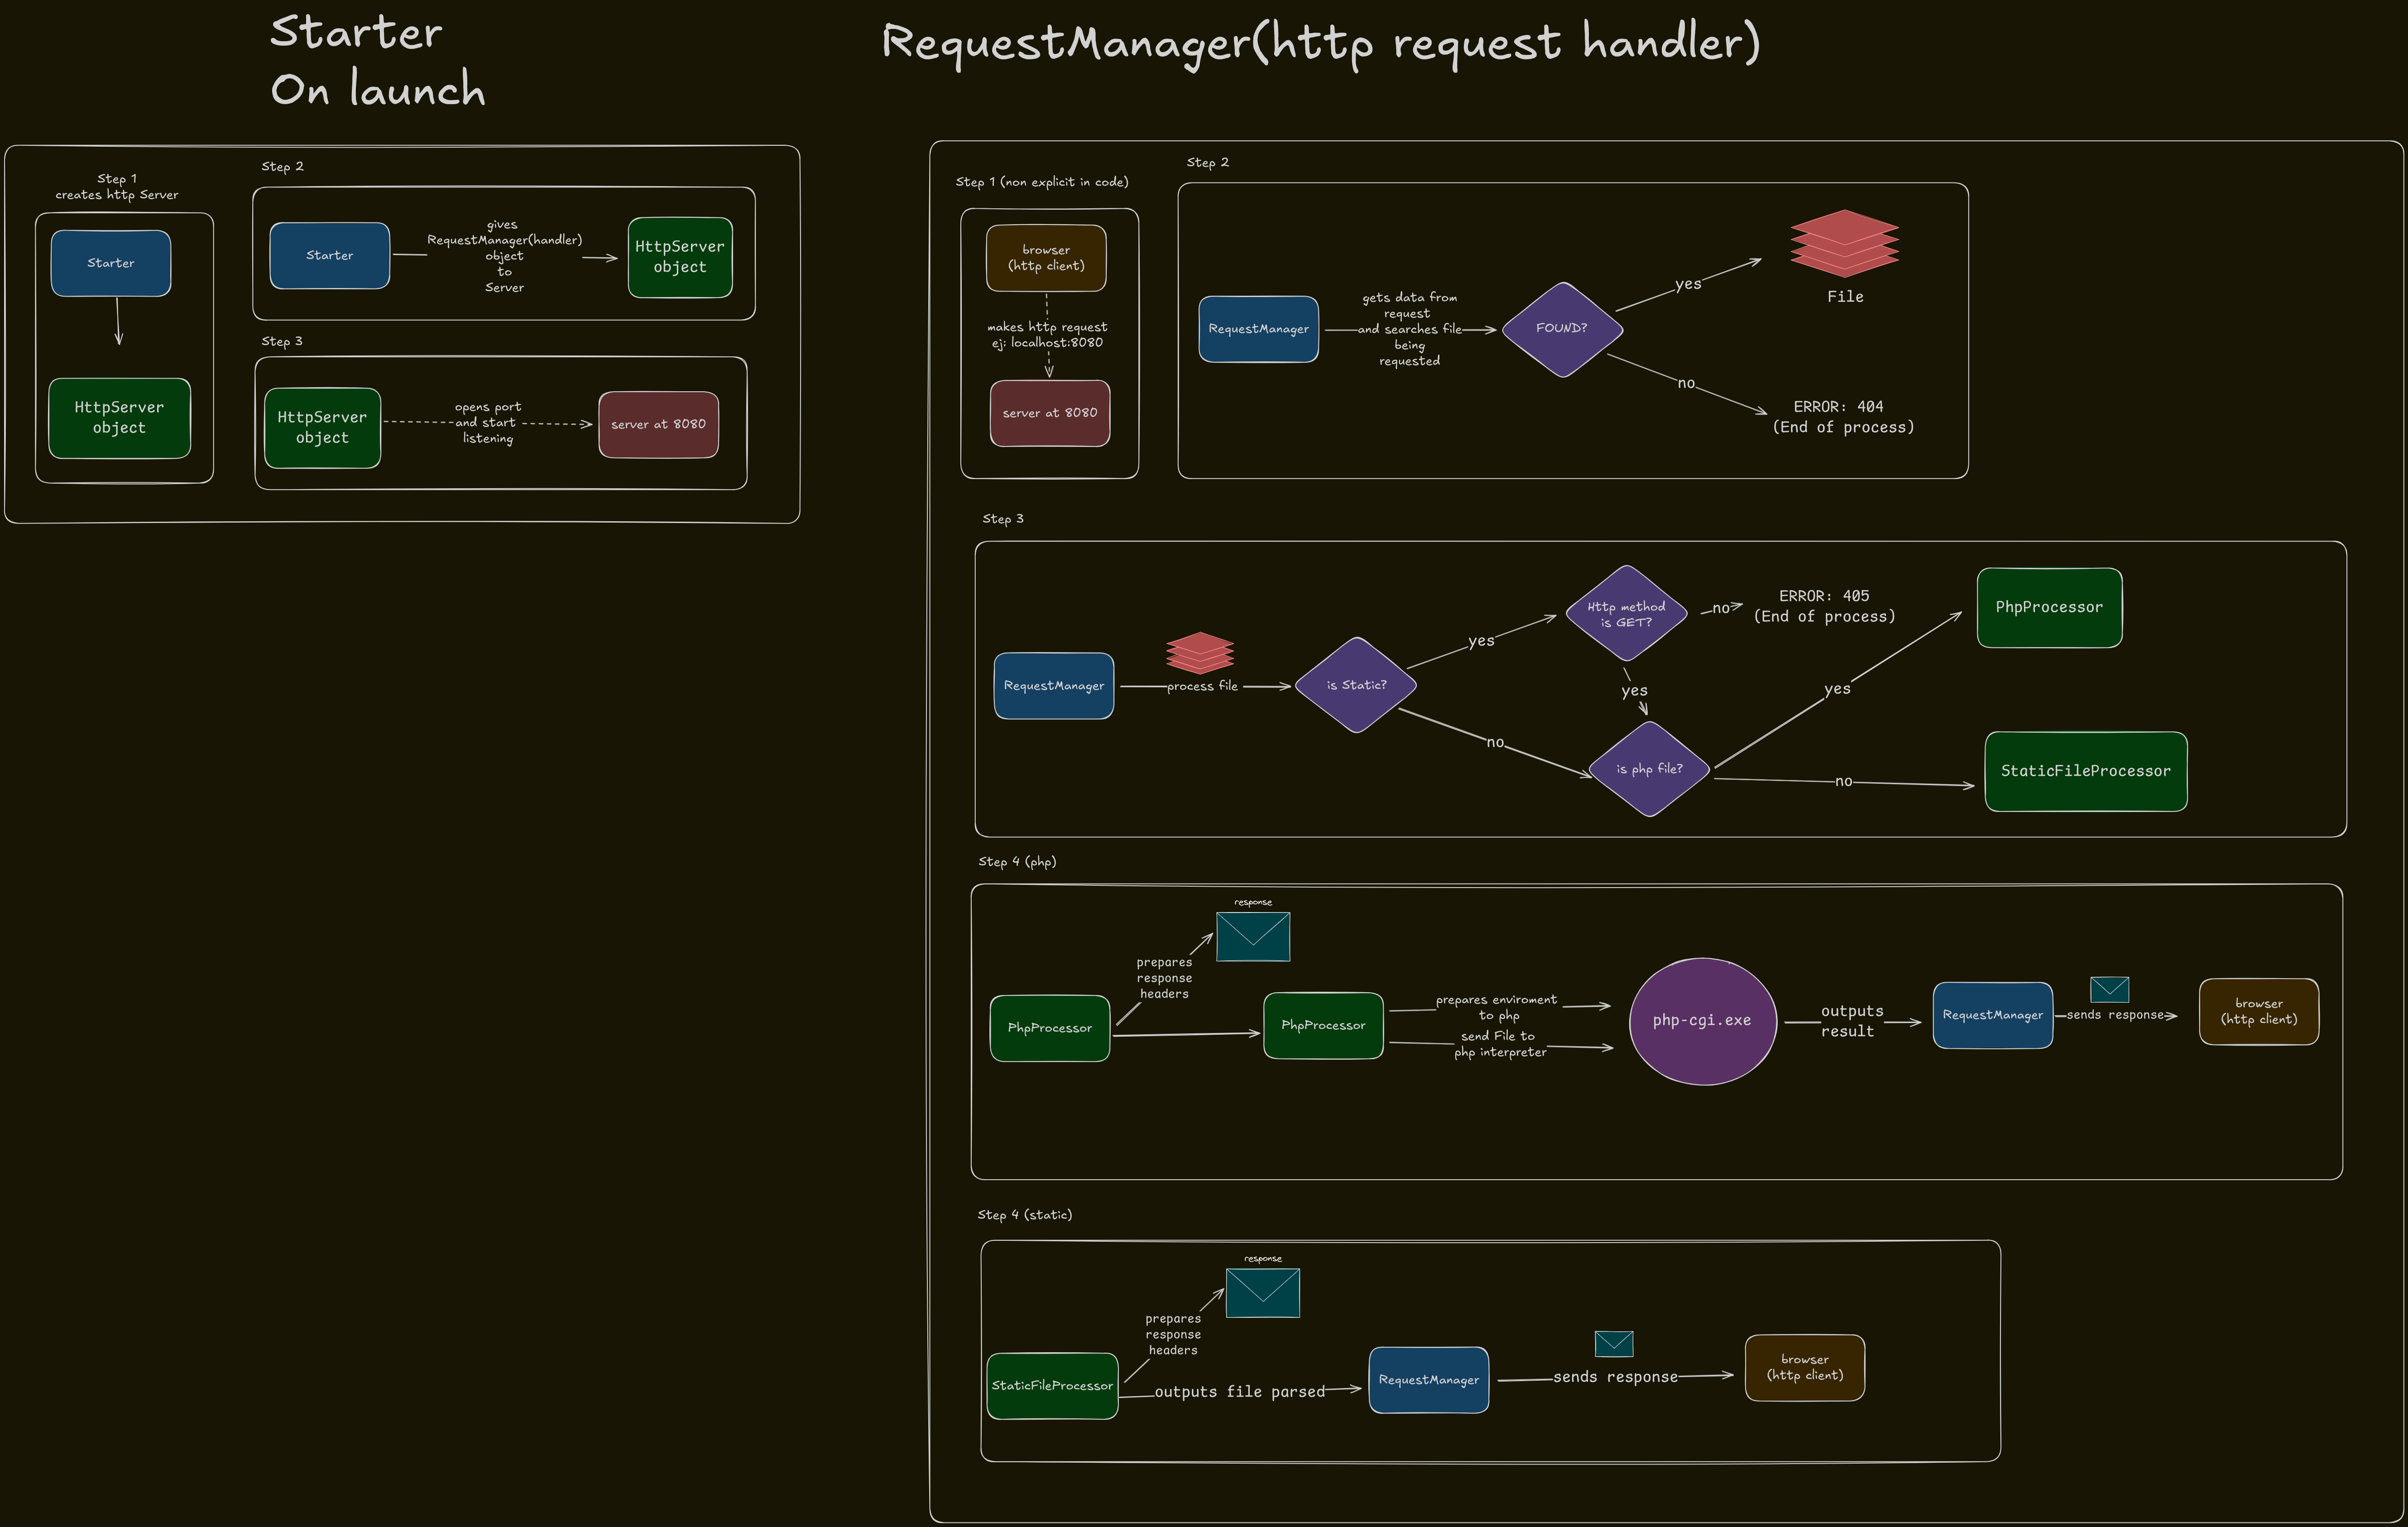 Starter
On launch
RequestManager(http request handler)
Step 1
creates http Server
Starter
HttpServer
object
Step 2
Starter
gives
RequestManager(handler)
object
to
Server
HttpServer
object
Step 3
HttpServer
object
opens port
and start
listening
server at 8080
Step 1 (non explicit in code)
browser
(http client)
makes http request
ej: localhost:8080
server at 8080
Step 2
RequestManager
gets data from
request
and searches file
being
requested
FOUND?
yes
File
no
ERROR: 404
(End of process)
Step 3
RequestManager
process file
is Static?
yes
Http method
is GET?
no
ERROR: 405
(End of process)
yes
no
is php file?
yes
PhpProcessor
no
StaticFileProcessor
Step 4 (php)
response
prepares
response
headers
PhpProcessor
PhpProcessor
prepares enviroment
to php
send File to
php interpreter
php-cgi.exe
outputs
result
RequestManager
sends response
browser
(http client)
Step 4 (static)
response
prepares
response
headers
StaticFileProcessor
outputs file parsed
RequestManager
sends response
browser
(http client)